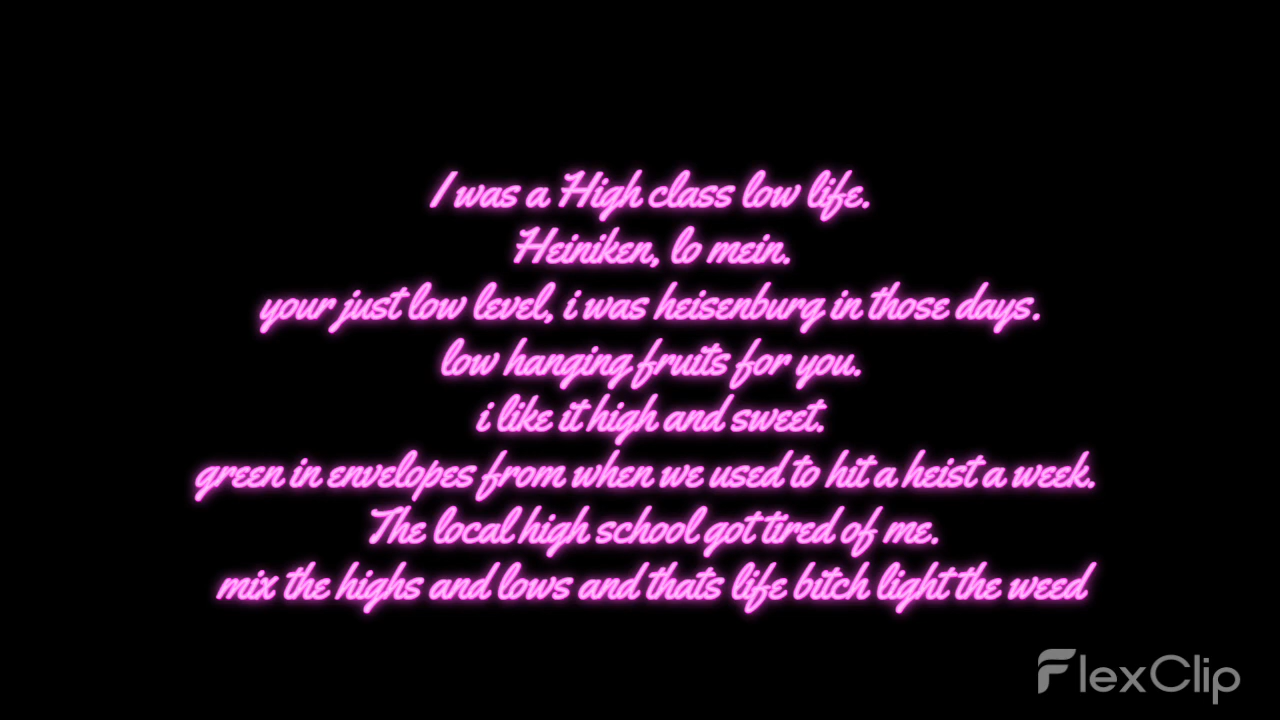 I was a High class low life.
Heiniken, lo mein.
your just low level, i was heisenburg in those days.
low hanging fruits for you.
i like it high and sweet.
green in envelopes from when we used to hit a heist a week.
The local high school got tired of me.
mix the highs and lows and thats life bitch light the weed
FlexClip